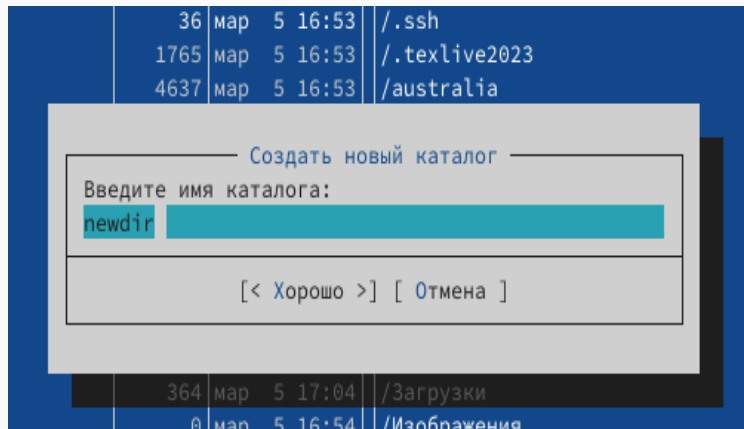 36 мар 5 16:53 /.ssh
1765 мар 5 16:53 /.texlive2023
4637 мар 5 16:53 /australia
Создать новый каталог
Введите имя каталога:
newdir
[< Хорошо >] [ Отмена ]
364 мар 5 17:04 /Загрузки
0 мар 5 16:54 /Изображения